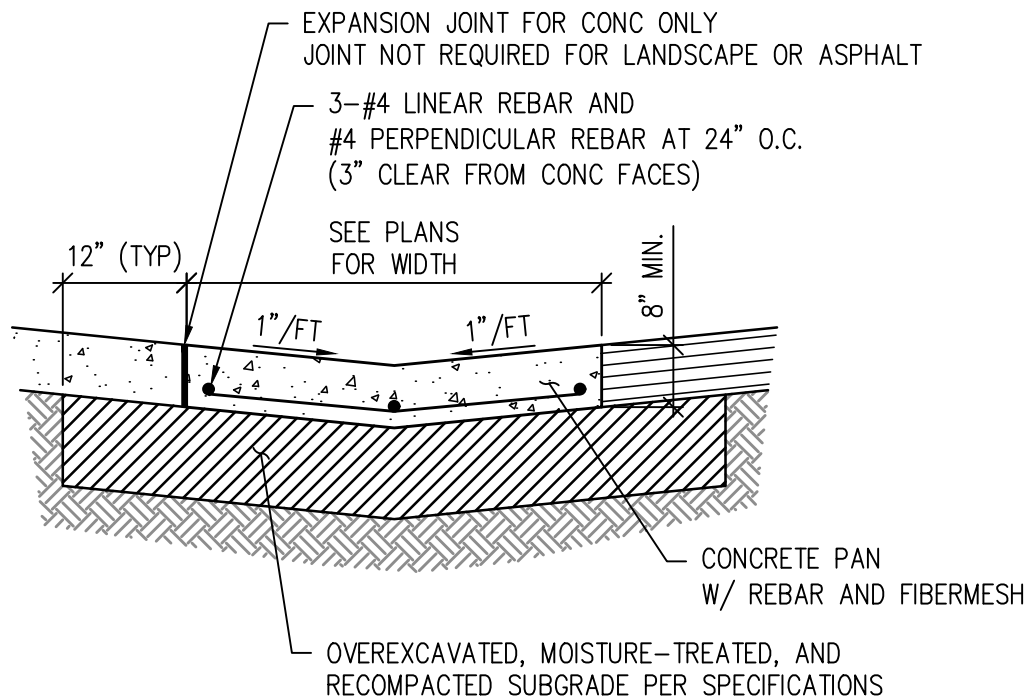 EXPANSION JOINT FOR CONC ONLY
JOINT NOT REQUIRED FOR LANDSCAPE OR ASPHALT
3-#4 LINEAR REBAR AND
#4 PERPENDICULAR REBAR AT 24" O.C.
(3" CLEAR FROM CONC FACES)
12" (TYP)
SEE PLANS
FOR WIDTH
8" MIN.
1"/FT
1"/FT
CONCRETE PAN
W/ REBAR AND FIBERMESH
OVEREXCAVATED, MOISTURE-TREATED, AND
RECOMPACTED SUBGRADE PER SPECIFICATIONS